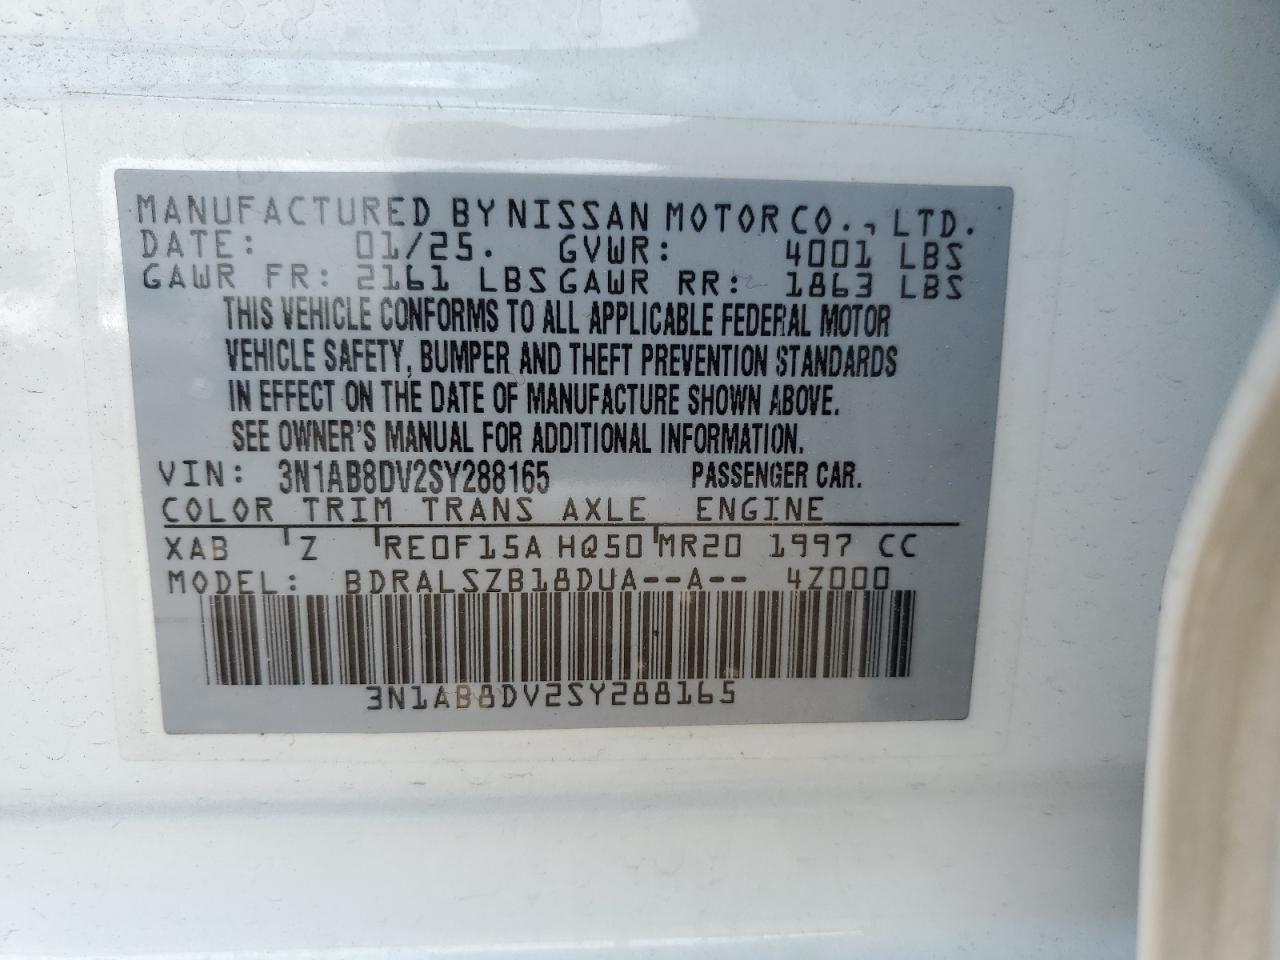 MANUFACTURED BY NISSAN MOTOR CO., LTD.
DATE: 01/25. GVWR: 4001 LBS
GAWR FR: 2161 LBS GAWR RR: 1863 LBS
THIS VEHICLE CONFORMS TO ALL APPLICABLE FEDERAL MOTOR
VEHICLE SAFETY, BUMPER AND THEFT PREVENTION STANDARDS
IN EFFECT ON THE DATE OF MANUFACTURE SHOWN ABOVE.
SEE OWNER'S MANUAL FOR ADDITIONAL INFORMATION.
VIN: 3N1AB8DV2SY288165 PASSENGER CAR.
COLOR TRIM TRANS AXLE ENGINE
XAB Z RE0F15A HQ50 MR20 1997 CC
MODEL: BDRALSZB18DUA--A-- 4Z000
3N1AB8DV2SY288165